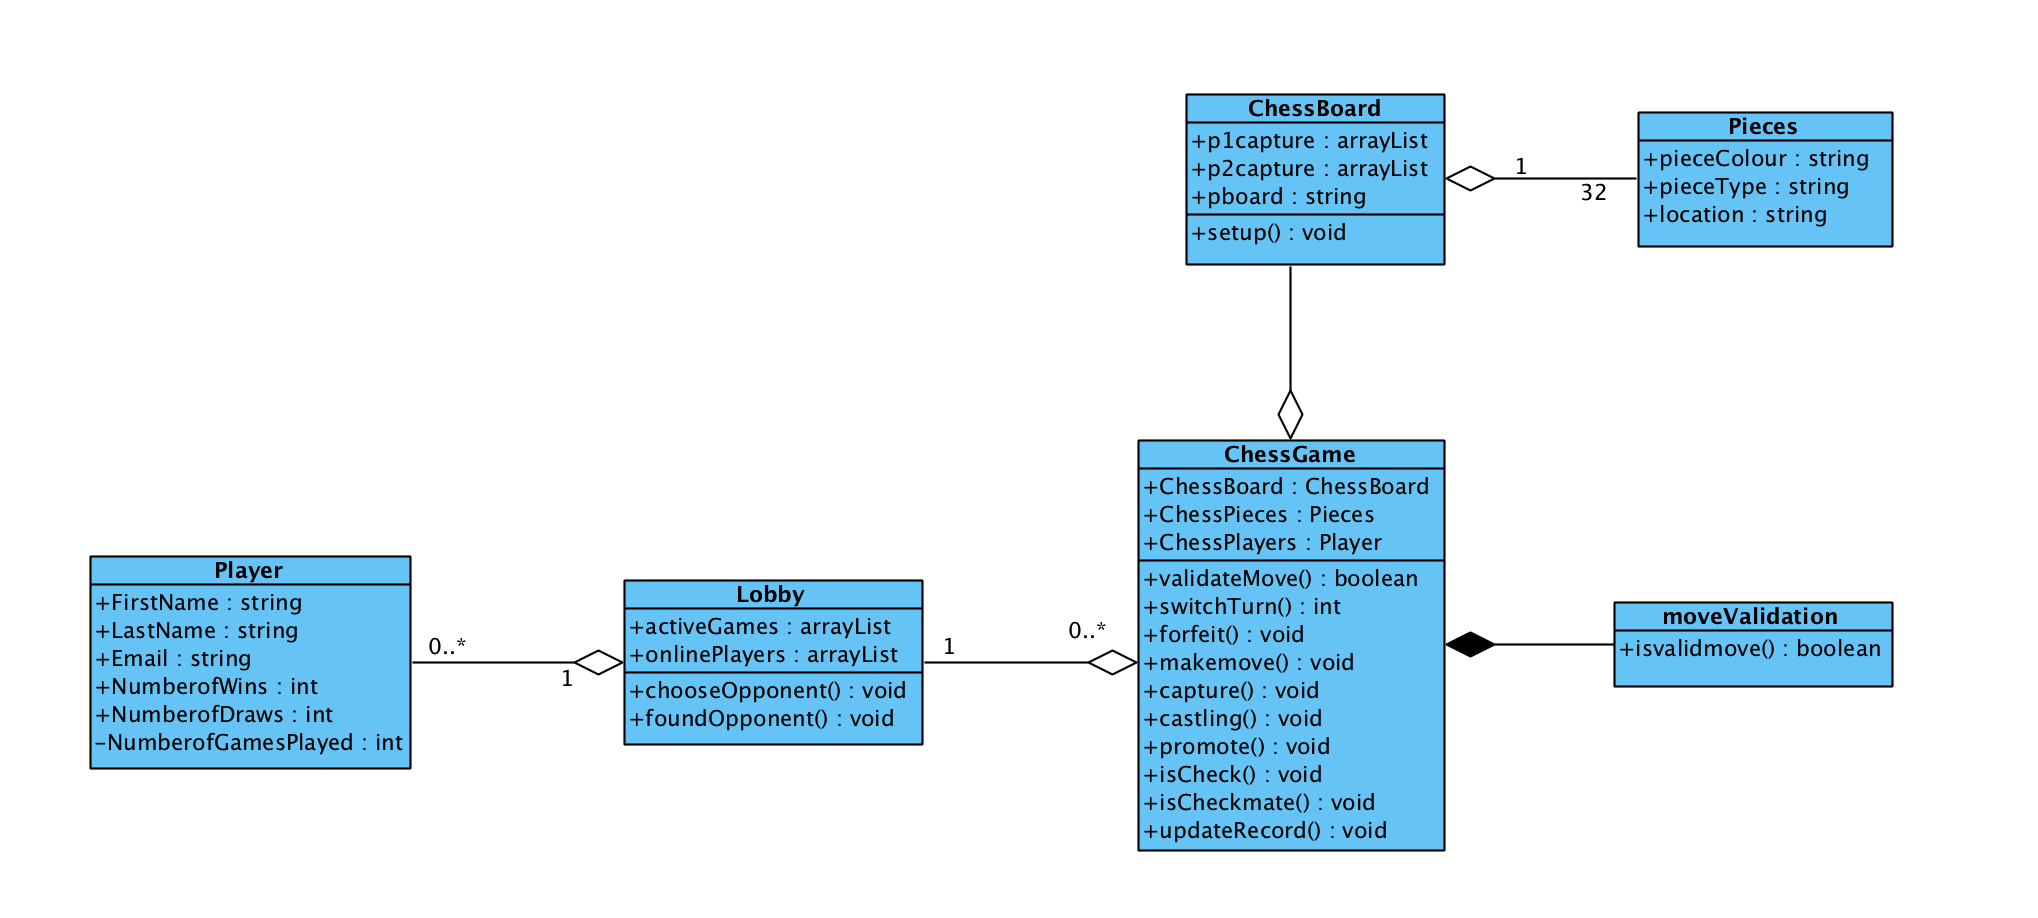 ChessBoard
+p1capture : arrayList
+p2capture : arrayList
+pboard : string
+setup() : void
1
32
Pieces
+pieceColour : string
+pieceType : string
+location : string
ChessGame
+ChessBoard : ChessBoard
+ChessPieces : Pieces
+ChessPlayers : Player
+validateMove() : boolean
+switchTurn() : int
+forfeit() : void
+makemove() : void
+capture() : void
+castling() : void
+promote() : void
+isCheck() : void
+isCheckmate() : void
+updateRecord() : void
Player
+FirstName : string
+LastName : string
+Email : string
+NumberofWins : int
+NumberofDraws : int
-NumberofGamesPlayed : int
0..*
1
Lobby
+activeGames : arrayList
+onlinePlayers : arrayList
+chooseOpponent() : void
+foundOpponent() : void
1
0..*
moveValidation
+isvalidmove() : boolean